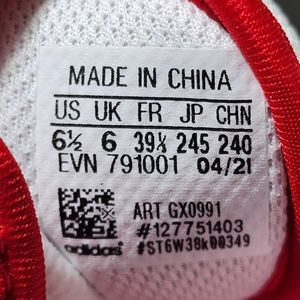 MADE IN CHINA
US UK FR JP CHN
6½ 6 39⅓ 245 240
EVN 791001 04/21
ART GX0991
#127751403
adidas #ST6W38k00349